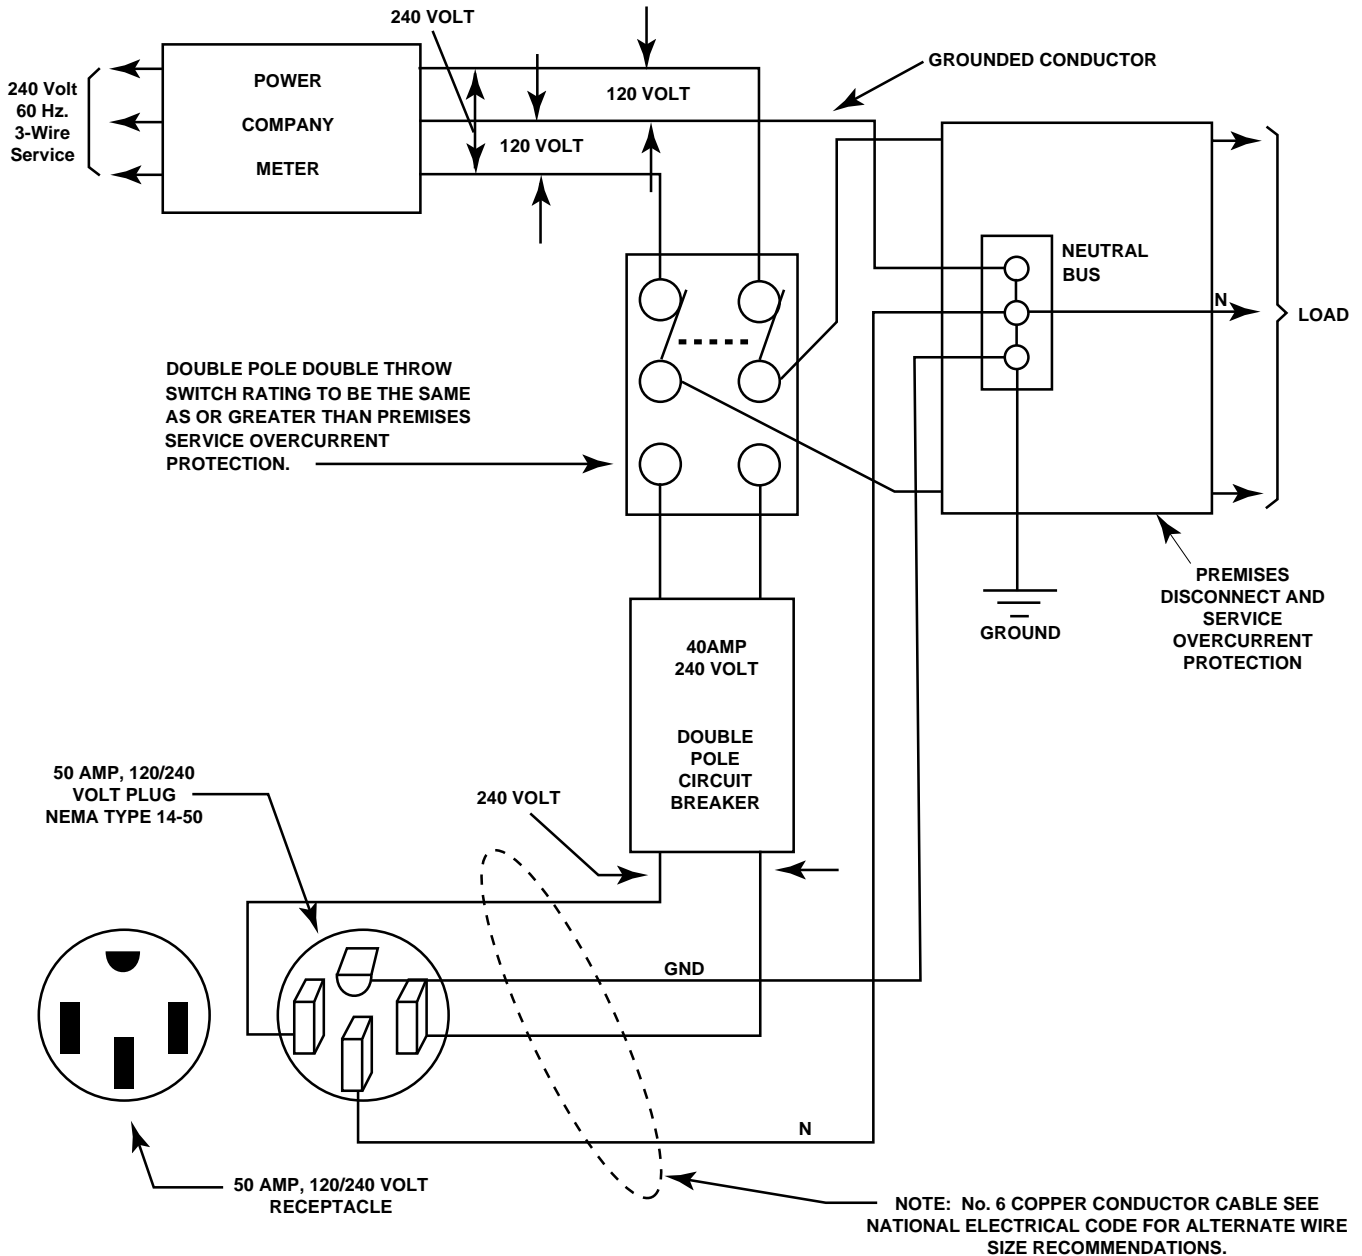 240 VOLT
GROUNDED CONDUCTOR
240 Volt
60 Hz.
3-Wire
Service
POWER
COMPANY
METER
120 VOLT
120 VOLT
NEUTRAL
BUS
N
LOAD
DOUBLE POLE DOUBLE THROW
SWITCH RATING TO BE THE SAME
AS OR GREATER THAN PREMISES
SERVICE OVERCURRENT
PROTECTION.
GROUND
PREMISES
DISCONNECT AND
SERVICE
OVERCURRENT
PROTECTION
40AMP
240 VOLT
DOUBLE
POLE
CIRCUIT
BREAKER
50 AMP, 120/240
VOLT PLUG
NEMA TYPE 14-50
240 VOLT
GND
N
50 AMP, 120/240 VOLT
RECEPTACLE
NOTE: No. 6 COPPER CONDUCTOR CABLE SEE
NATIONAL ELECTRICAL CODE FOR ALTERNATE WIRE
SIZE RECOMMENDATIONS.